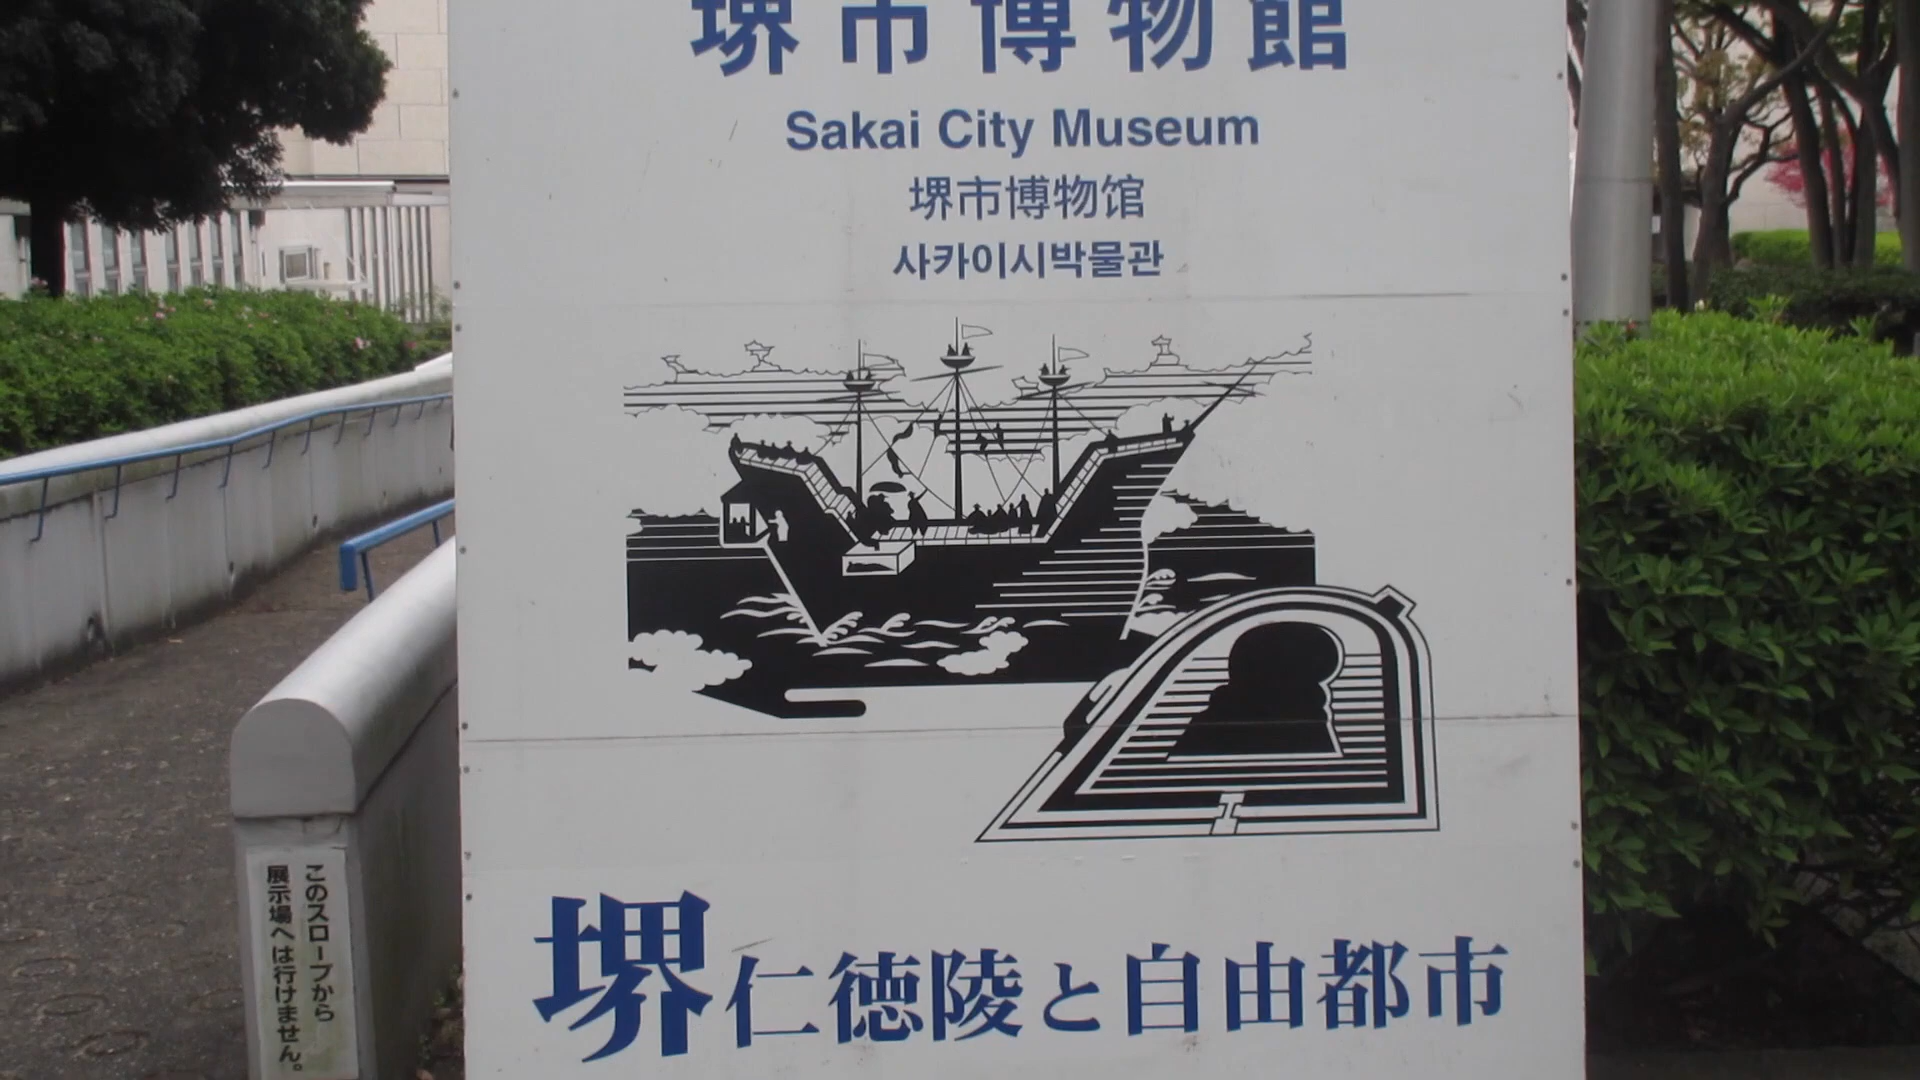 堺市博物館
Sakai City Museum
堺市博物馆
사카이시박물관
堺 仁徳陵と自由都市
このスロープから
展示場へは行けません。